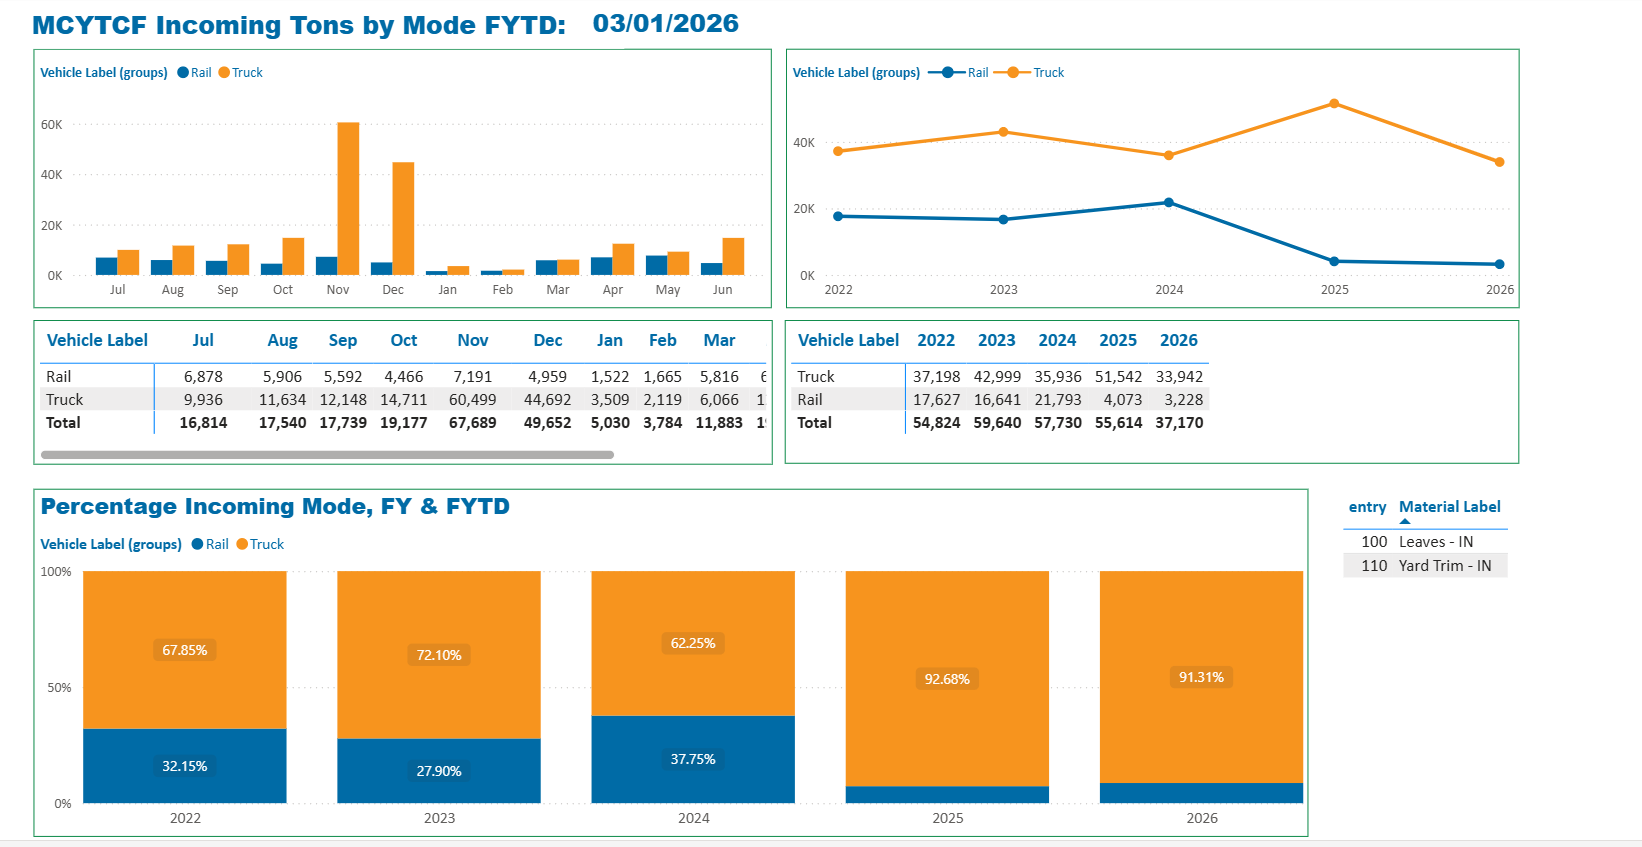 MCYTCF Incoming Tons by Mode FYTD: 03/01/2026
Vehicle Label (groups) Rail Truck
60K
40K
20K
0K
Jul Aug Sep Oct Nov Dec Jan Feb Mar Apr May Jun
Vehicle Label (groups) Rail Truck
40K
20K
0K
2022 2023 2024 2025 2026
Vehicle Label Jul Aug Sep Oct Nov Dec Jan Feb Mar
Rail 6,878 5,906 5,592 4,466 7,191 4,959 1,522 1,665 5,816
Truck 9,936 11,634 12,148 14,711 60,499 44,692 3,509 2,119 6,066
Total 16,814 17,540 17,739 19,177 67,689 49,652 5,030 3,784 11,883
Vehicle Label 2022 2023 2024 2025 2026
Truck 37,198 42,999 35,936 51,542 33,942
Rail 17,627 16,641 21,793 4,073 3,228
Total 54,824 59,640 57,730 55,614 37,170
Percentage Incoming Mode, FY & FYTD
Vehicle Label (groups) Rail Truck
100%
50%
0%
67.85% 72.10% 62.25% 92.68% 91.31%
32.15% 27.90% 37.75%
2022 2023 2024 2025 2026
entry Material Label
100 Leaves - IN
110 Yard Trim - IN